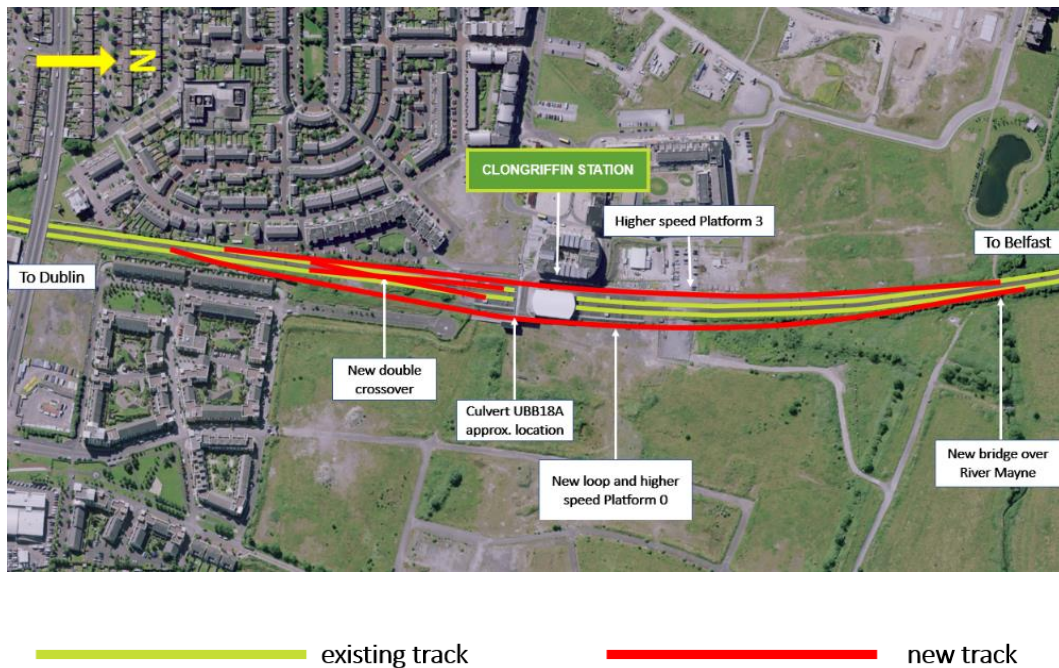 N
CLONGRIFFIN STATION
Higher speed Platform 3
To Belfast
To Dublin
New double
crossover
Culvert UBB18A
approx. location
New loop and higher
speed Platform 0
New bridge over
River Mayne
existing track
new track